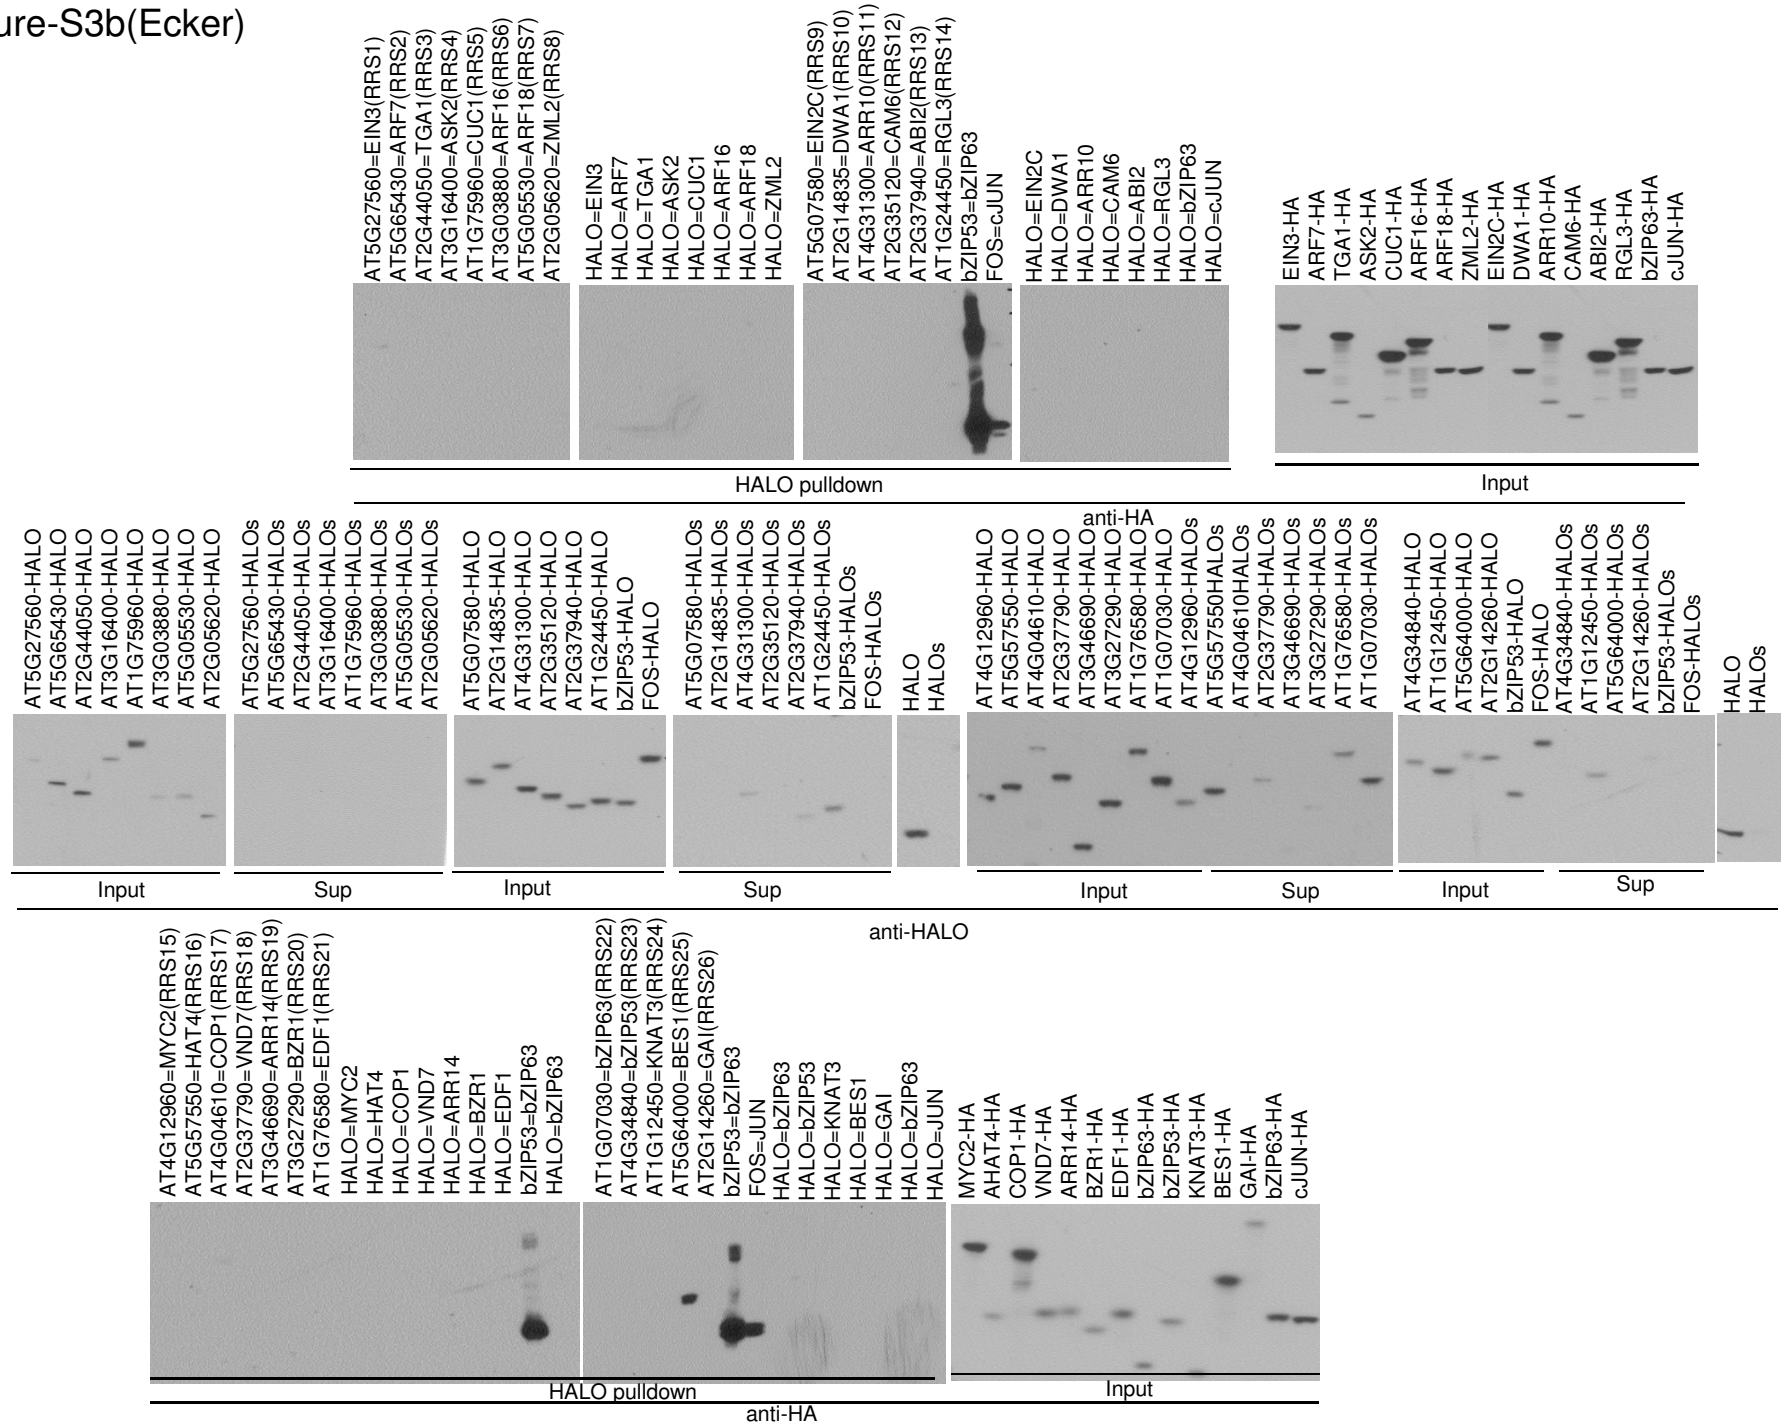 ure-S3b(Ecker)
AT5G27560=EIN3(RRS1)
AT5G65430=ARF7(RRS2)
AT2G44050=TGA1(RRS3)
AT3G16400=ASK2(RRS4)
AT1G75960=CUC1(RRS5)
AT3G03880=ARF16(RRS6)
AT5G05530=ARF18(RRS7)
AT2G05620=ZML2(RRS8)
HALO=EIN3
HALO=ARF7
HALO=TGA1
HALO=ASK2
HALO=CUC1
HALO=ARF16
HALO=ARF18
HALO=ZML2
AT5G07580=EIN2C(RRS9)
AT2G14835=DWA1(RRS10)
AT4G31300=ARR10(RRS11)
AT2G35120=CAM6(RRS12)
AT2G37940=ABI2(RRS13)
AT1G24450=RGL3(RRS14)
bZIP53=bZIP63
FOS=cJUN
HALO=EIN2C
HALO=DWA1
HALO=ARR10
HALO=CAM6
HALO=ABI2
HALO=RGL3
HALO=bZIP63
HALO=cJUN
EIN3-HA
ARF7-HA
TGA1-HA
ASK2-HA
CUC1-HA
ARF16-HA
ARF18-HA
ZML2-HA
EIN2C-HA
DWA1-HA
ARR10-HA
CAM6-HA
ABI2-HA
RGL3-HA
bZIP63-HA
cJUN-HA
HALO pulldown
Input
anti-HA
AT5G27560-HALO
AT5G65430-HALO
AT2G44050-HALO
AT3G16400-HALO
AT1G75960-HALO
AT3G03880-HALO
AT5G05530-HALO
AT2G05620-HALO
AT5G27560-HALOs
AT5G65430-HALOs
AT2G44050-HALOs
AT3G16400-HALOs
AT1G75960-HALOs
AT3G03880-HALOs
AT5G05530-HALOs
AT2G05620-HALOs
AT5G07580-HALO
AT2G14835-HALO
AT4G31300-HALO
AT2G35120-HALO
AT2G37940-HALO
AT1G24450-HALO
bZIP53-HALO
FOS-HALO
AT5G07580-HALOs
AT2G14835-HALOs
AT4G31300-HALOs
AT2G35120-HALOs
AT2G37940-HALOs
AT1G24450-HALOs
bZIP53-HALOs
FOS-HALOs
HALO
HALOs
AT4G12960-HALO
AT5G57550-HALO
AT4G04610-HALO
AT2G37790-HALO
AT3G46690-HALO
AT3G27290-HALO
AT1G76580-HALO
AT1G07030-HALO
AT4G12960-HALOs
AT5G57550HALOs
AT4G04610HALOs
AT2G37790-HALOs
AT3G46690-HALOs
AT3G27290-HALOs
AT1G76580-HALOs
AT1G07030-HALOs
AT4G34840-HALO
AT1G12450-HALO
AT5G64000-HALO
AT2G14260-HALO
bZIP53-HALO
FOS-HALO
AT4G34840-HALOs
AT1G12450-HALOs
AT5G64000-HALOs
AT2G14260-HALOs
bZIP53-HALOs
FOS-HALOs
HALO
HALOs
Input
Sup
Input
Sup
Input
Sup
Input
Sup
anti-HALO
AT4G12960=MYC2(RRS15)
AT5G57550=HAT4(RRS16)
AT4G04610=COP1(RRS17)
AT2G37790=VND7(RRS18)
AT3G46690=ARR14(RRS19)
AT3G27290=BZR1(RRS20)
AT1G76580=EDF1(RRS21)
HALO=MYC2
HALO=HAT4
HALO=COP1
HALO=VND7
HALO=ARR14
HALO=BZR1
HALO=EDF1
bZIP53=bZIP63
HALO=bZIP63
AT1G07030=bZIP63(RRS22)
AT4G34840=bZIP53(RRS23)
AT1G12450=KNAT3(RRS24)
AT5G64000=BES1(RRS25)
AT2G14260=GAI(RRS26)
bZIP53=bZIP63
FOS=JUN
HALO=bZIP63
HALO=bZIP53
HALO=KNAT3
HALO=BES1
HALO=GAI
HALO=bZIP63
HALO=JUN
MYC2-HA
AHAT4-HA
COP1-HA
VND7-HA
ARR14-HA
BZR1-HA
EDF1-HA
bZIP63-HA
bZIP53-HA
KNAT3-HA
BES1-HA
GAI-HA
bZIP63-HA
cJUN-HA
HALO pulldown
Input
anti-HA